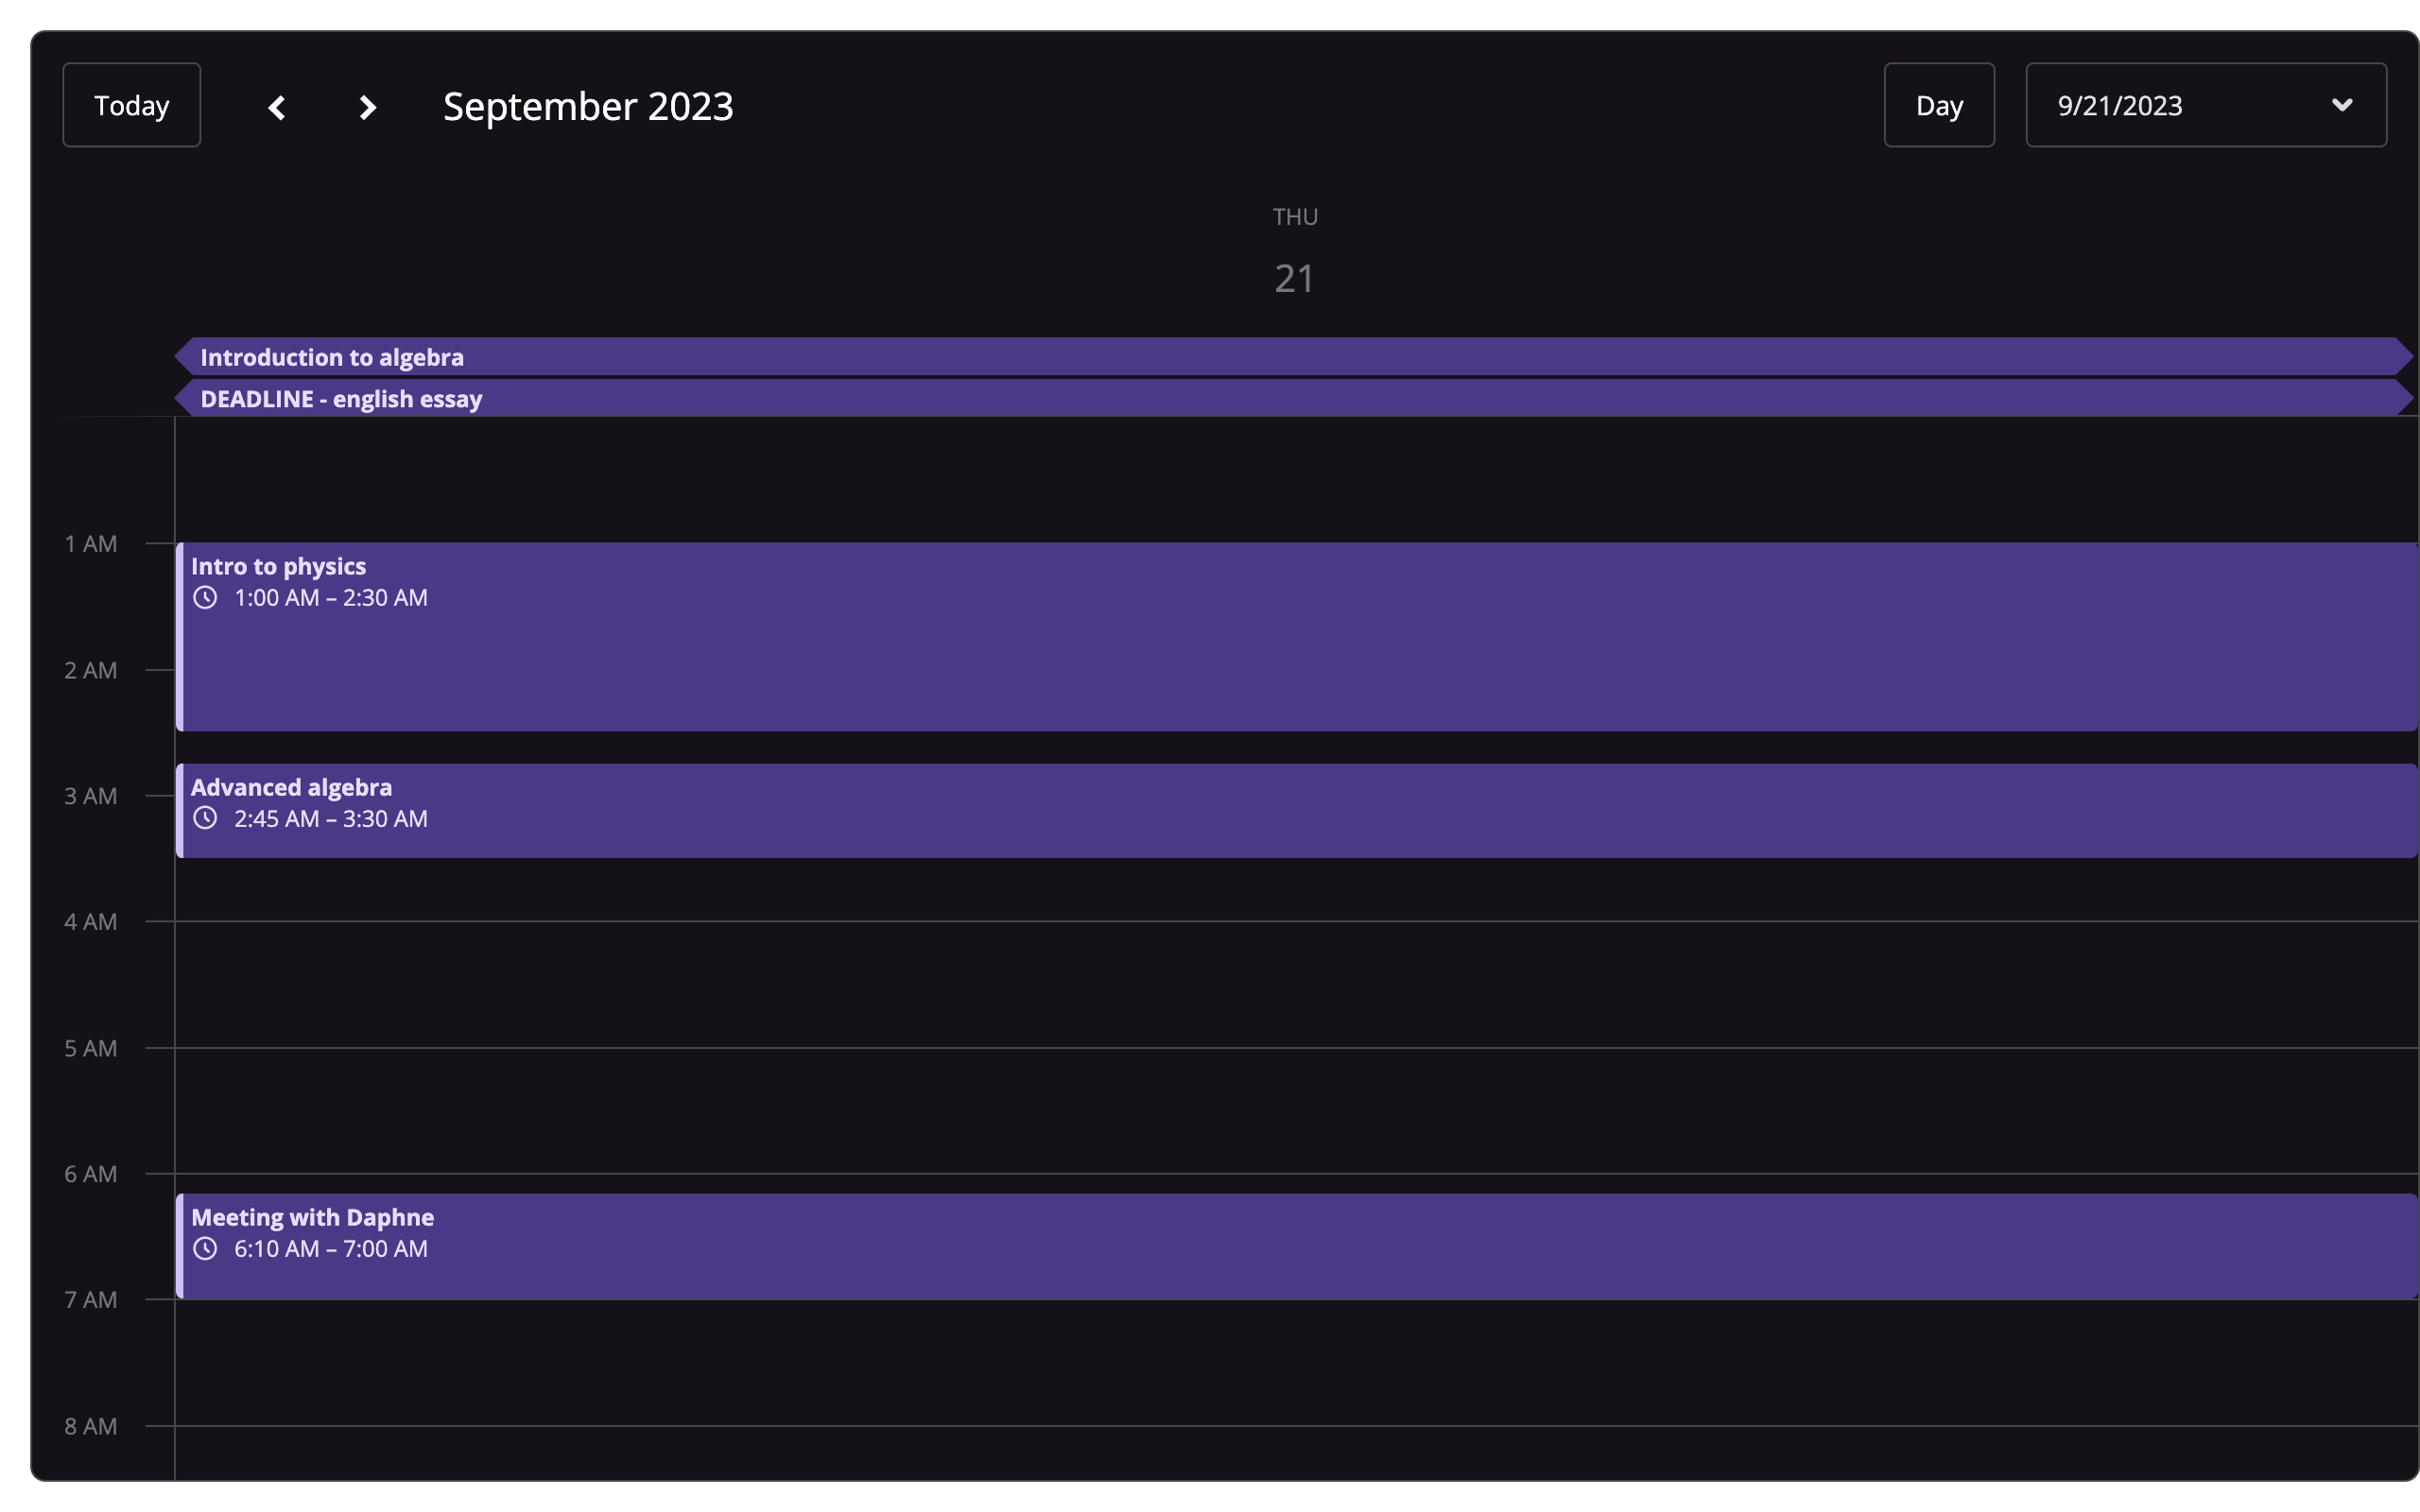 Today
September 2023
Day
9/21/2023
THU
21
Introduction to algebra
DEADLINE - english essay
1 AM
Intro to physics
1:00 AM – 2:30 AM
2 AM
Advanced algebra
3 AM
2:45 AM – 3:30 AM
4 AM
5 AM
6 AM
Meeting with Daphne
6:10 AM – 7:00 AM
7 AM
8 AM